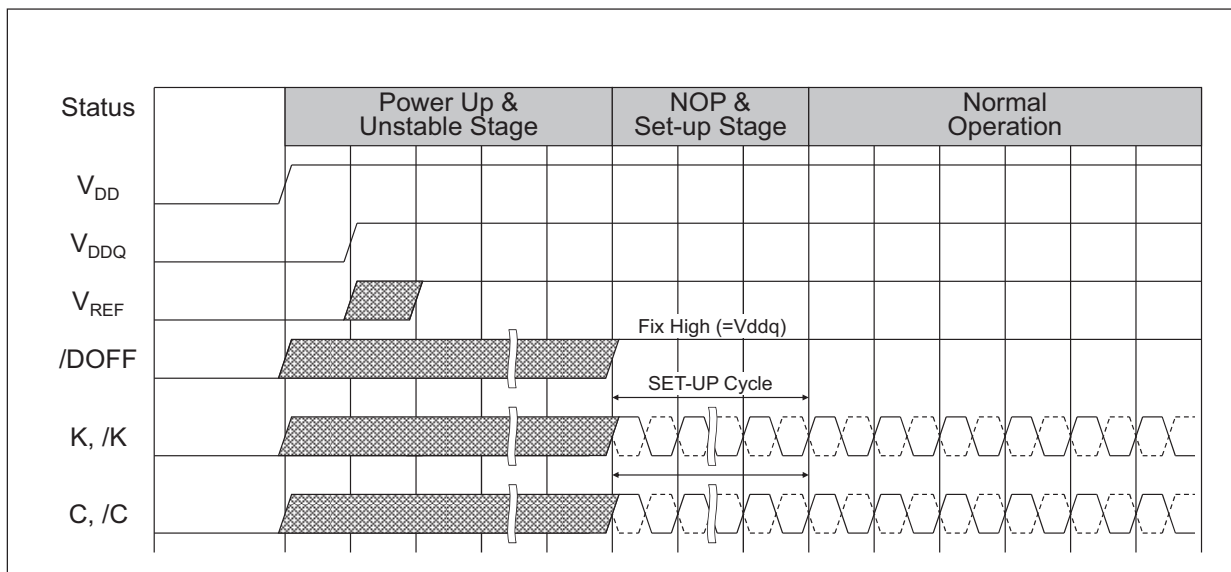 Status
Power Up &
Unstable Stage
NOP &
Set-up Stage
Normal
Operation
VDD
VDDQ
VREF
Fix High (=Vddq)
/DOFF
SET-UP Cycle
K, /K
C, /C